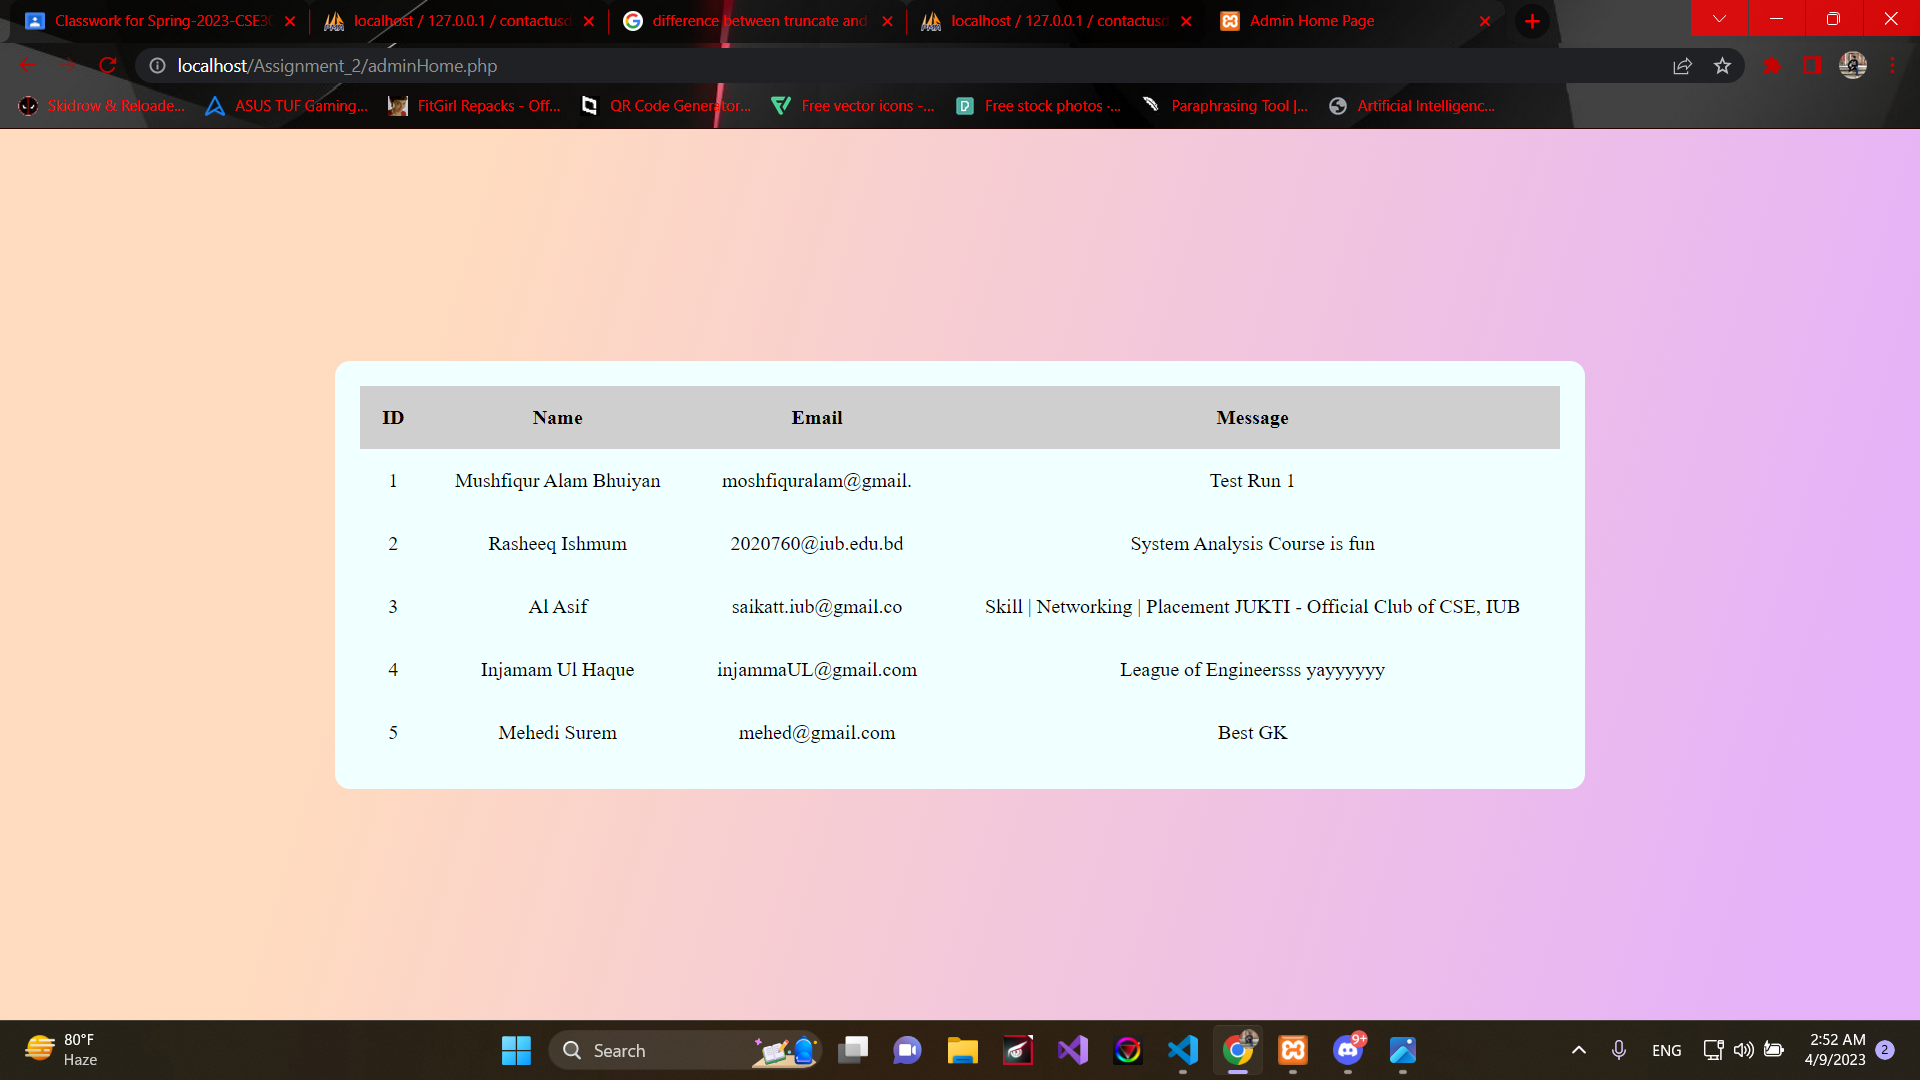 Classwork for Spring-2023-CSE30
localhost / 127.0.0.1 / contactusd
difference between truncate and
localhost / 127.0.0.1 / contactusd
Admin Home Page
localhost/Assignment_2/adminHome.php
Skidrow & Reloade...
ASUS TUF Gaming...
FitGirl Repacks - Off...
QR Code Generator...
Free vector icons -...
Free stock photos -...
Paraphrasing Tool |...
Artificial Intelligenc...
ID Name Email Message
1 Mushfiqur Alam Bhuiyan moshfiquralam@gmail. Test Run 1
2 Rasheeq Ishmum 2020760@iub.edu.bd System Analysis Course is fun
3 Al Asif saikatt.iub@gmail.co Skill | Networking | Placement JUKTI - Official Club of CSE, IUB
4 Injamam Ul Haque injammaUL@gmail.com League of Engineersss yayyyyyy
5 Mehedi Surem mehed@gmail.com Best GK
80°F
Haze
Search
9+
ENG
2:52 AM
4/9/2023
2